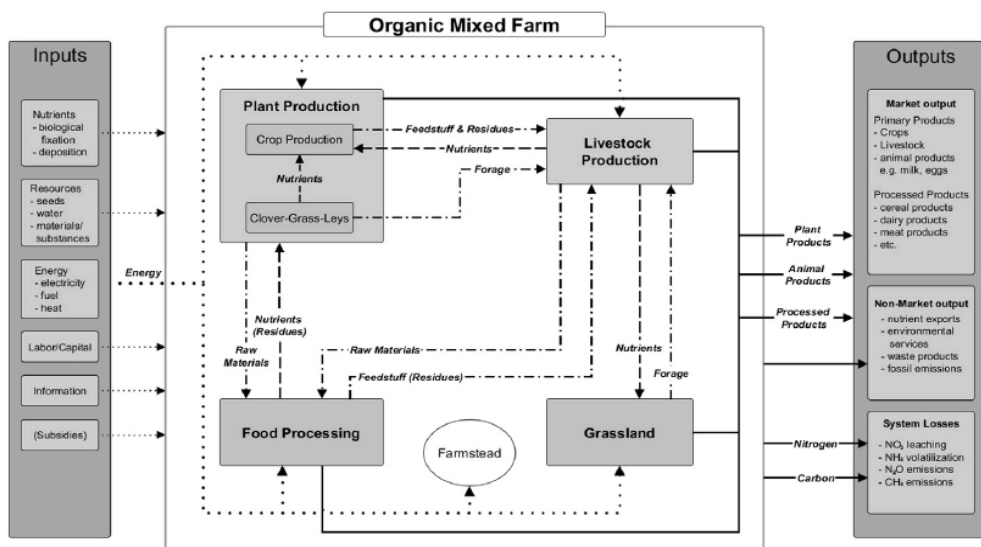 Organic Mixed Farm
Inputs
Nutrients
- biological
fixation
- deposition
Resources
- seeds
- water
- materials/
substances
Energy
- electricity
- fuel
- heat
Labor/Capital
Information
(Subsidies)
Energy
Plant Production
Crop Production
Nutrients
Clover-Grass-Leys
Feedstuff & Residues
Nutrients
Forage
Livestock
Production
Nutrients
(Residues)
Raw
Materials
Raw Materials
Feedstuff (Residues)
Nutrients
Forage
Food Processing
Farmstead
Grassland
Plant
Products
Animal
Products
Processed
Products
Nitrogen
Carbon
Outputs
Market output
Primary Products
- Crops
- Livestock
- animal products
e.g. milk, eggs
Processed Products
- cereal products
- dairy products
- meat products
- etc.
Non-Market output
- nutrient exports
- environmental
services
- waste products
- fossil emissions
System Losses
- NO₃ leaching
- NH₄ volatilization
- N₂O emissions
- CH₄ emissions